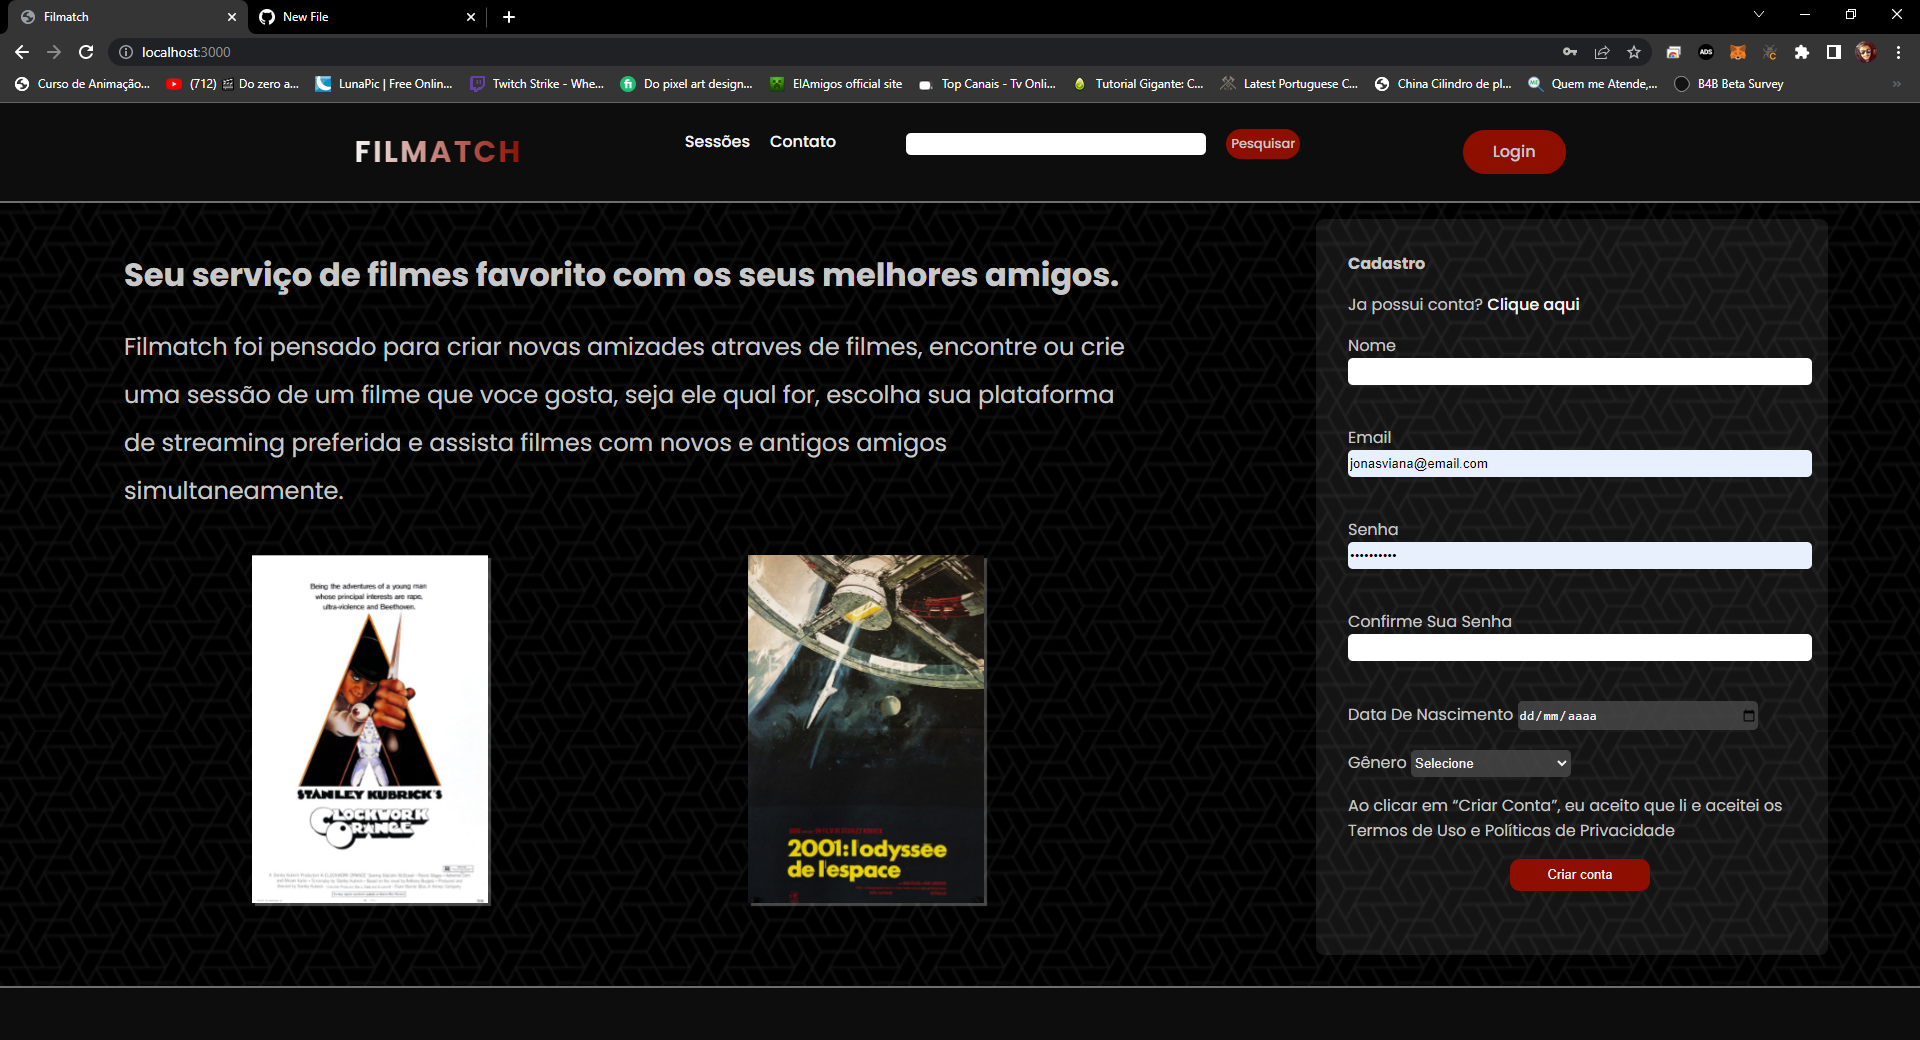 Filmatch
New File
localhost:3000
Curso de Animação...
(712) Do zero a...
LunaPic | Free Onlin...
Twitch Strike - Whe...
Do pixel art design...
ElAmigos official site
Top Canais - Tv Onli...
Tutorial Gigante: C...
Latest Portuguese C...
China Cilindro de pl...
Quem me Atende,...
B4B Beta Survey
FILMATCH
Sessões
Contato
Pesquisar
Login
Seu serviço de filmes favorito com os seus melhores amigos.
Filmatch foi pensado para criar novas amizades atraves de filmes, encontre ou crie
uma sessão de um filme que voce gosta, seja ele qual for, escolha sua plataforma
de streaming preferida e assista filmes com novos e antigos amigos
simultaneamente.
Being the adventures of a young man
whose principal interests are rape,
ultra-violence and Beethoven.
STANLEY KUBRICK'S
CLOCKWORK
ORANGE
2001: l'odyssée
de l'espace
Cadastro
Ja possui conta? Clique aqui
Nome
Email
jonasviana@email.com
Senha
••••••••••
Confirme Sua Senha
Data De Nascimento dd/mm/aaaa
Gênero Selecione
Ao clicar em “Criar Conta”, eu aceito que li e aceitei os
Termos de Uso e Políticas de Privacidade
Criar conta